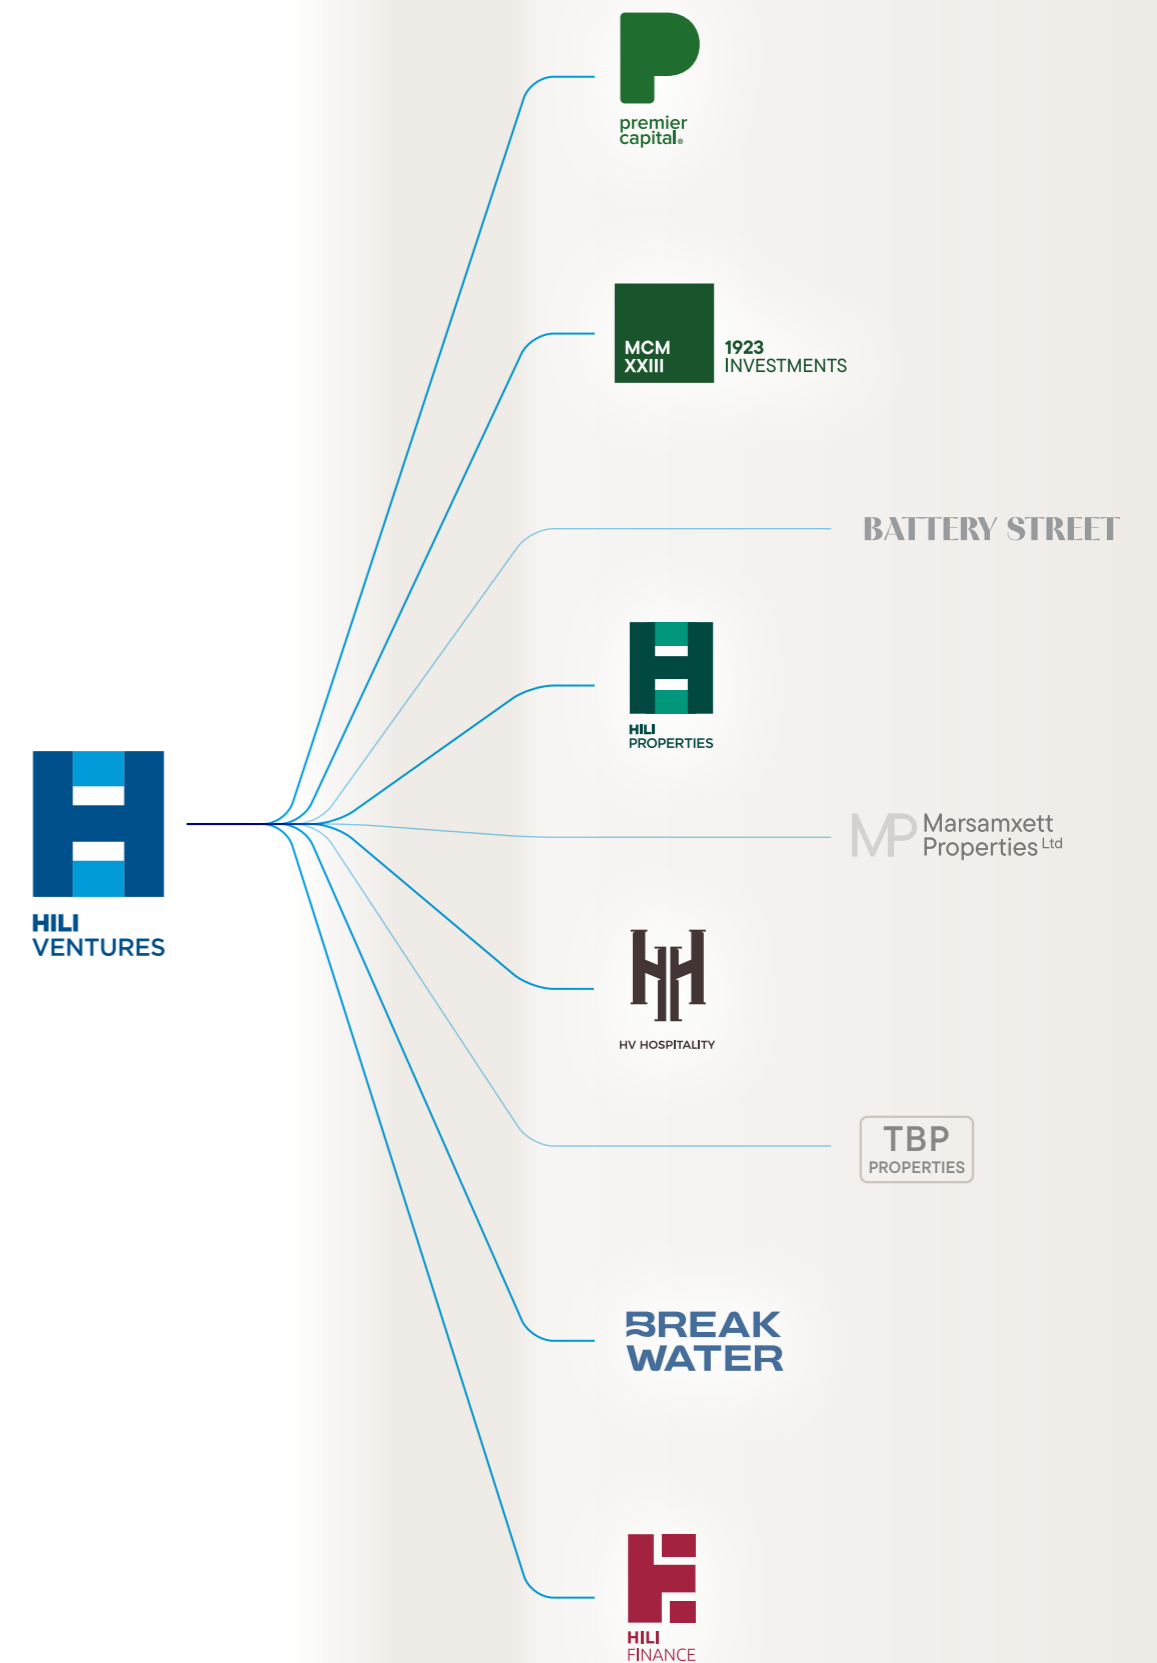 premier
capital®
MCM
XXIII
1923
INVESTMENTS
BATTERY STREET
HILI
PROPERTIES
HILI
VENTURES
MP
Marsamxett
Properties Ltd
HV HOSPITALITY
TBP
PROPERTIES
BREAK
WATER
HILI
FINANCE